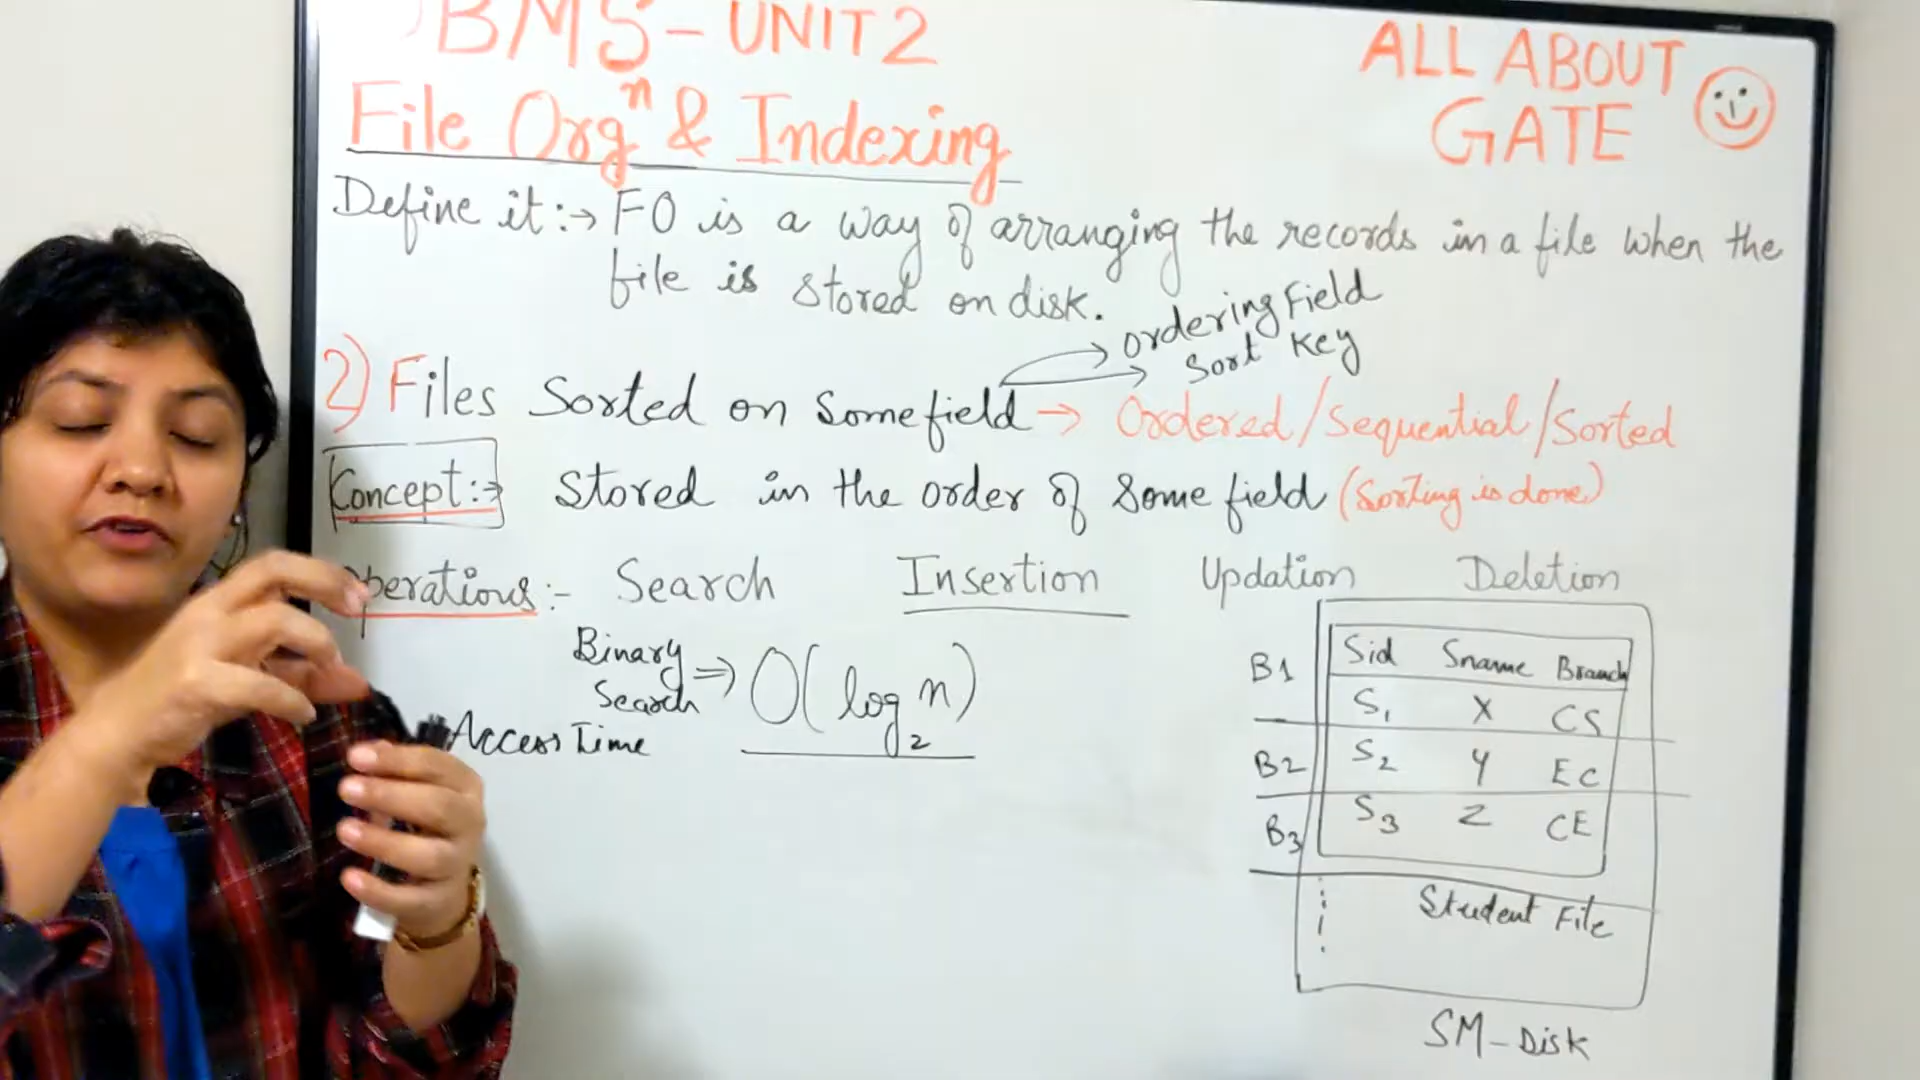 DBMS - UNIT 2
ALL ABOUT
GATE
File Orgⁿ & Indexing
Define it:→ FO is a way of arranging the records in a file when the
file is stored on disk.
ordering Field
Sort Key
2) Files Sorted on Some field → Ordered/Sequential/Sorted
Concept:→ Stored in the order of Some field (Sorting is done)
Operations:- Search Insertion Updation Deletion
Binary
Search ⇒ O(log₂n)
Access Time
Sid Sname Branch
B1 S₁ X CS
B2 S₂ Y EC
B3 S₃ Z CE
Student File
SM - Disk